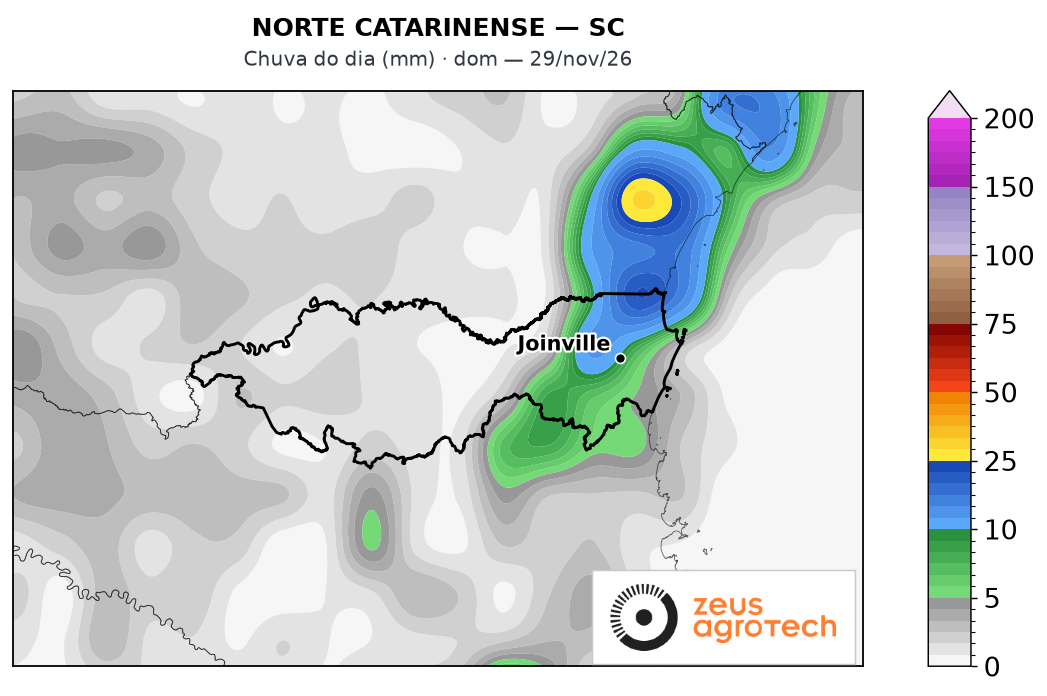 NORTE CATARINENSE — SC
Chuva do dia (mm) · dom — 29/nov/26
200
150
100
75
50
25
10
5
0
Joinville
zeus
agrotech